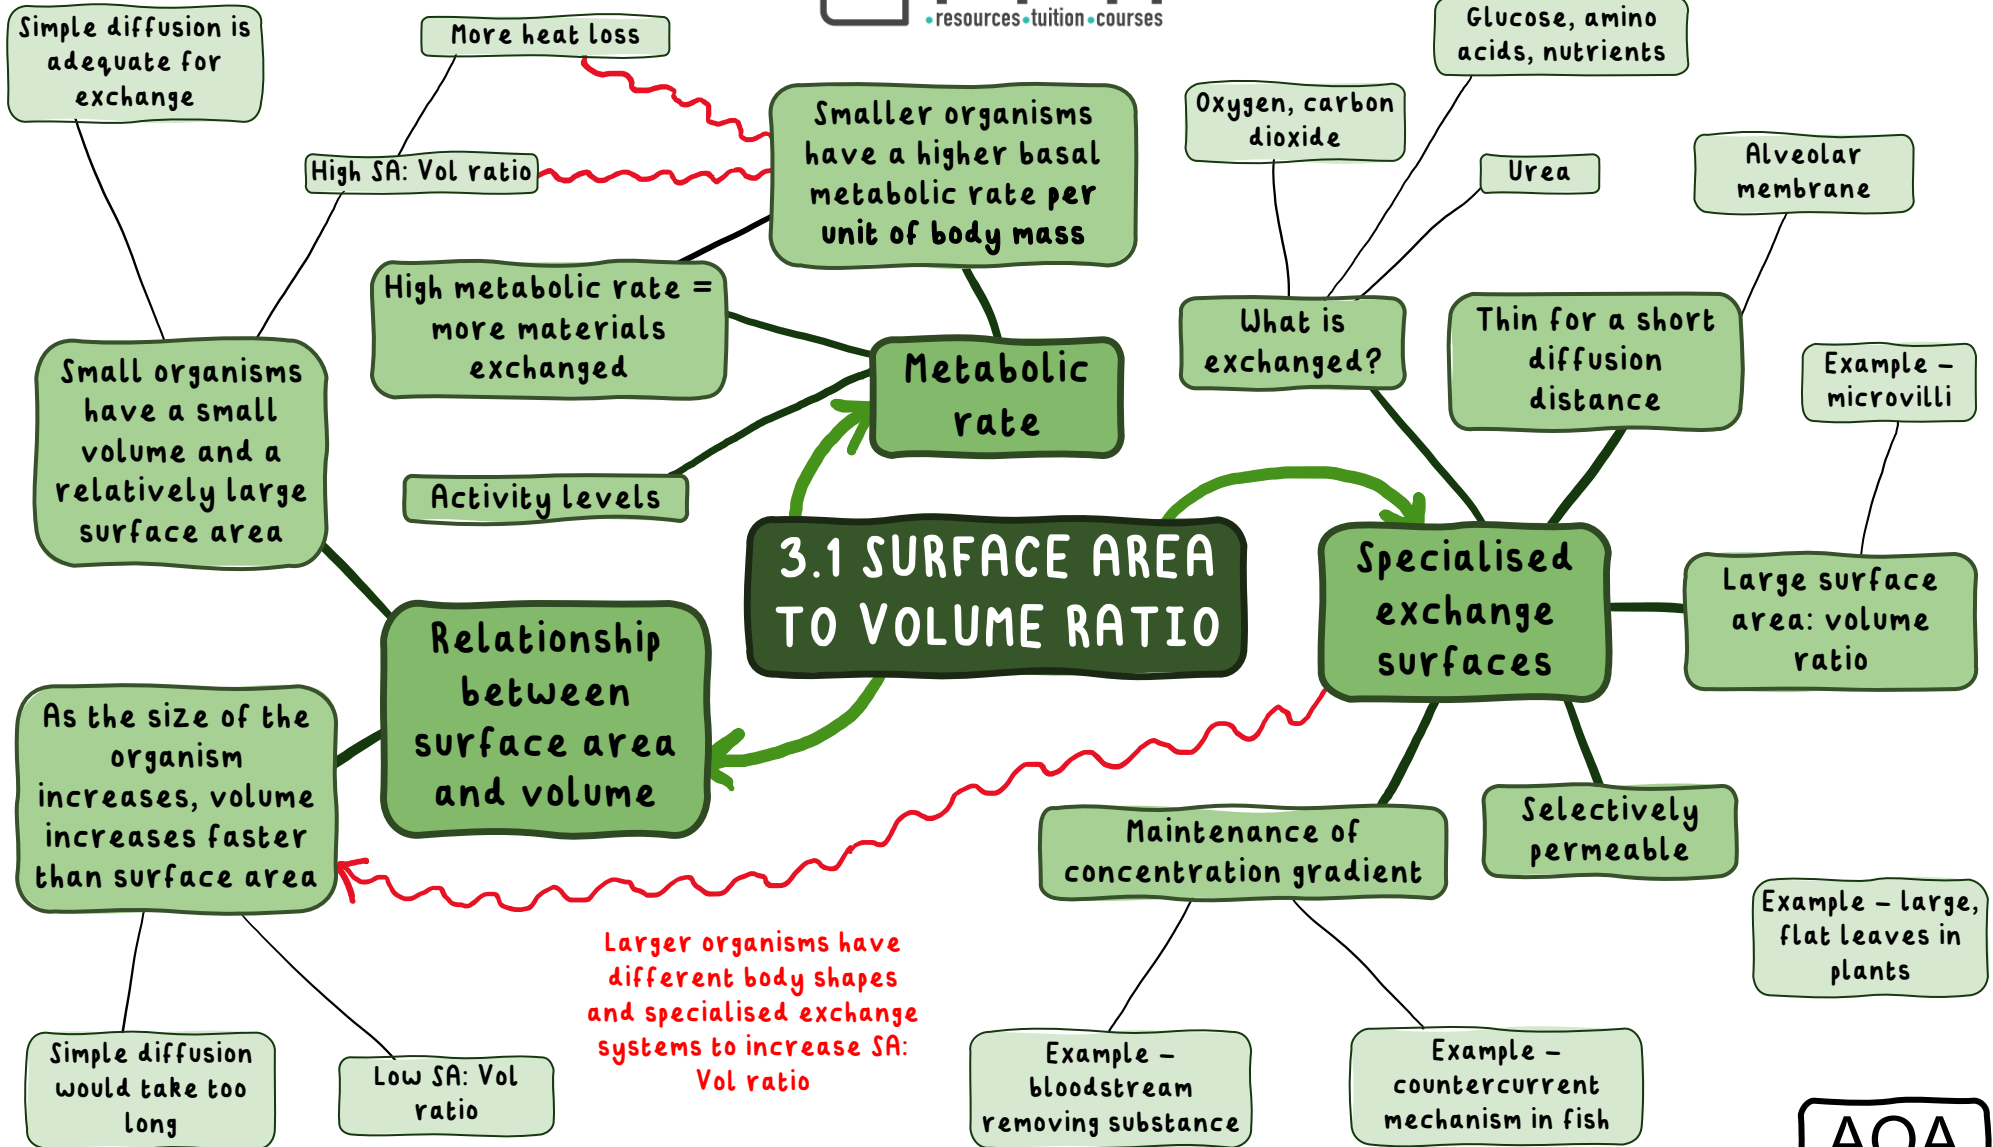 •resources•tuition•courses
Simple diffusion is
adequate for
exchange
More heat loss
High SA: Vol ratio
Smaller organisms
have a higher basal
metabolic rate per
unit of body mass
Oxygen, carbon
dioxide
Glucose, amino
acids, nutrients
Urea
Alveolar
membrane
High metabolic rate =
more materials
exchanged
Metabolic
rate
What is
exchanged?
Thin for a short
diffusion
distance
Example –
microvilli
Small organisms
have a small
volume and a
relatively large
surface area
Activity levels
3.1 SURFACE AREA
TO VOLUME RATIO
Specialised
exchange
surfaces
Large surface
area: volume
ratio
Relationship
between
surface area
and volume
As the size of the
organism
increases, volume
increases faster
than surface area
Maintenance of
concentration gradient
Selectively
permeable
Example – large,
flat leaves in
plants
Larger organisms have
different body shapes
and specialised exchange
systems to increase SA:
Vol ratio
Simple diffusion
would take too
long
Low SA: Vol
ratio
Example –
bloodstream
removing substance
Example –
countercurrent
mechanism in fish
AQA